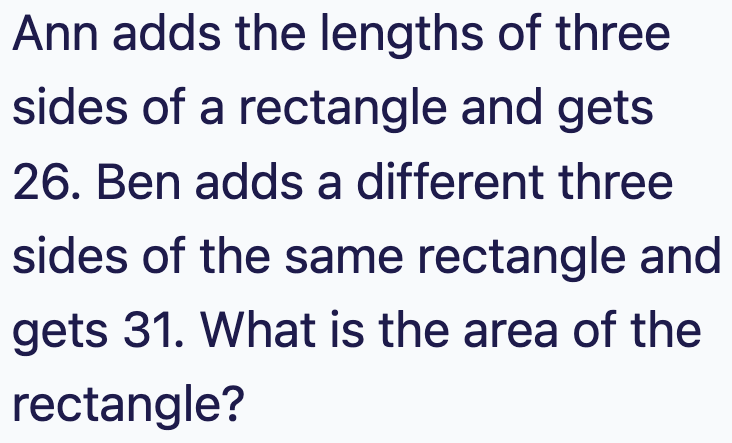 Ann adds the lengths of three
sides of a rectangle and gets
26. Ben adds a different three
sides of the same rectangle and
gets 31. What is the area of the
rectangle?